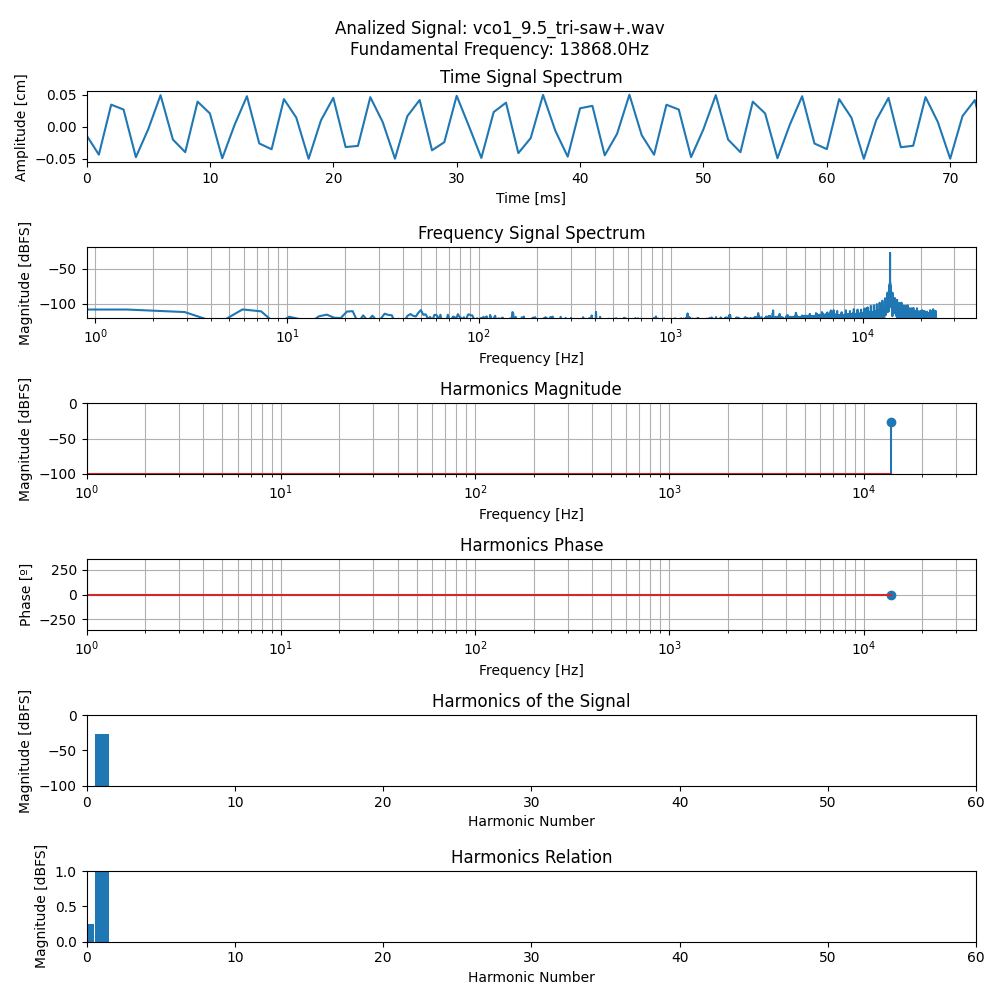 Analized Signal: vco1_9.5_tri-saw+.wav
Fundamental Frequency: 13868.0Hz
Time Signal Spectrum
Amplitude [cm]
0.05
0.00
−0.05
0 10 20 30 40 50 60 70
Time [ms]
Frequency Signal Spectrum
Magnitude [dBFS]
−50
−100
10⁰ 10¹ 10² 10³ 10⁴
Frequency [Hz]
Harmonics Magnitude
Magnitude [dBFS]
0
−50
−100
10⁰ 10¹ 10² 10³ 10⁴
Frequency [Hz]
Harmonics Phase
Phase [º]
250
0
−250
10⁰ 10¹ 10² 10³ 10⁴
Frequency [Hz]
Harmonics of the Signal
Magnitude [dBFS]
0
−50
−100
0 10 20 30 40 50 60
Harmonic Number
Harmonics Relation
Magnitude [dBFS]
1.0
0.5
0.0
0 10 20 30 40 50 60
Harmonic Number